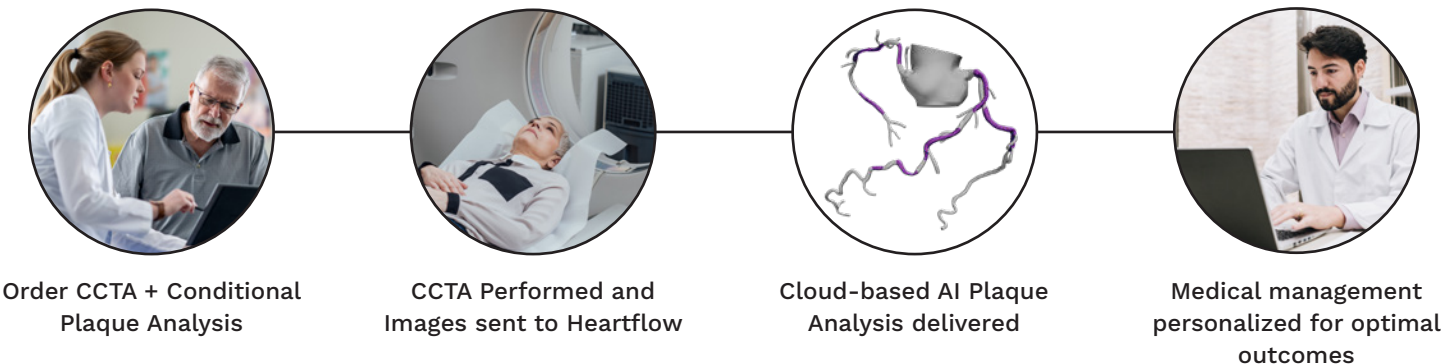 Order CCTA + Conditional
Plaque Analysis
CCTA Performed and
Images sent to Heartflow
Cloud-based AI Plaque
Analysis delivered
Medical management
personalized for optimal
outcomes